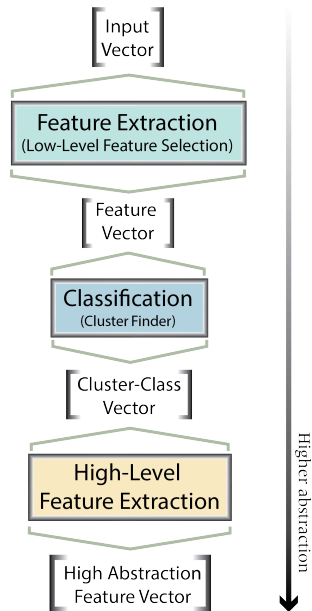 Input
Vector
Feature Extraction
(Low-Level Feature Selection)
Feature
Vector
Classification
(Cluster Finder)
Cluster-Class
Vector
High-Level
Feature Extraction
High Abstraction
Feature Vector
Higher abstraction